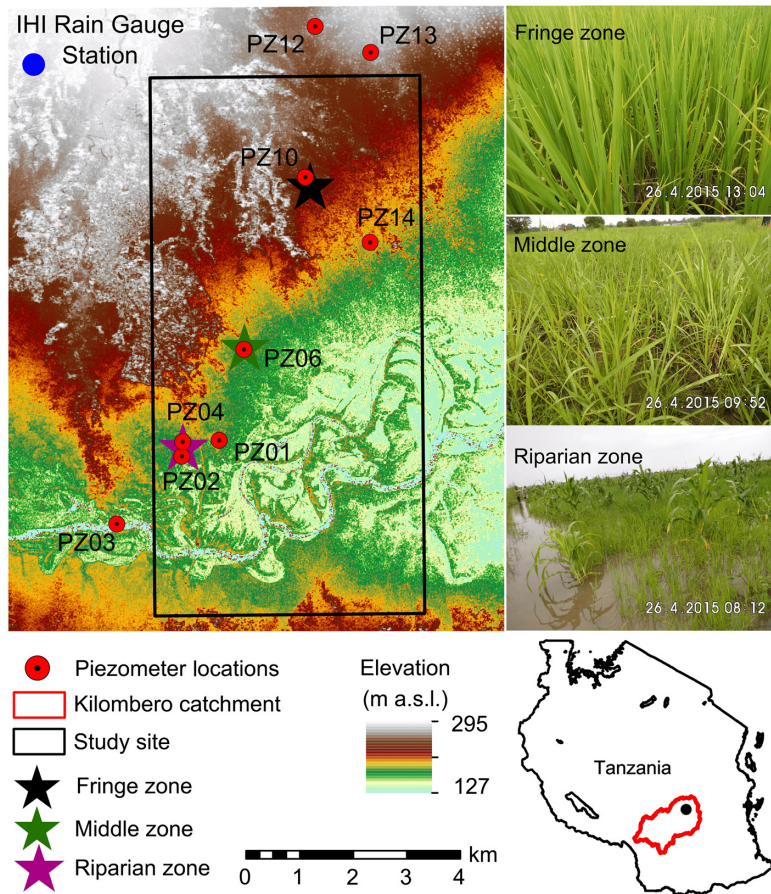 IHI Rain Gauge
Station
PZ12
PZ13
PZ10
PZ14
PZ06
PZ04
PZ01
PZ02
PZ03
Fringe zone
26.4.2015 13:04
Middle zone
26.4.2015 09:52
Riparian zone
26.4.2015 08:12
Piezometer locations
Kilombero catchment
Study site
Fringe zone
Middle zone
Riparian zone
Elevation
(m a.s.l.)
295
127
km
0 1 2 3 4
Tanzania